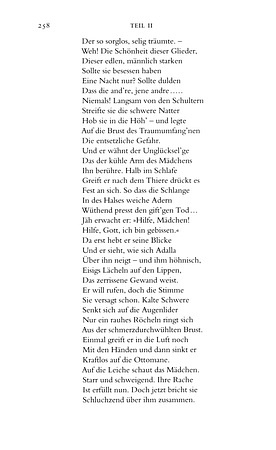 258 TEIL II
Der so sorglos, selig träumte. –
Weh! Die Schönheit dieser Glieder,
Dieser edlen, männlich starken
Sollte sie besessen haben
Eine Nacht nur? Sollte dulden
Dass die and’re, jene andre…..
Niemals! Langsam von den Schultern
Streifte sie die schwere Natter
Hob sie in die Höh’ – und legte
Auf die Brust des Traumumfang’nen
Die entsetzliche Gefahr.
Und er wähnt der Unglücksel’ge
Das der kühle Arm des Mädchens
Ihn berühre. Halb im Schlafe
Greift er nach dem Thiere drückt es
Fest an sich. So dass die Schlange
In des Halses weiche Adern
Wüthend presst den gift’gen Tod…
Jäh erwacht er: «Hilfe, Mädchen!
Hilfe, Gott, ich bin gebissen.»
Da erst hebt er seine Blicke
Und er sieht, wie sich Adalla
Über ihn neigt – und ihm höhnisch,
Eisigs Lächeln auf den Lippen,
Das zerrissene Gewand weist.
Er will rufen, doch die Stimme
Sie versagt schon. Kalte Schwere
Senkt sich auf die Augenlider
Nur ein rauhes Röcheln ringt sich
Aus der schmerzdurchwühlten Brust.
Einmal greift er in die Luft noch
Mit den Händen und dann sinkt er
Kraftlos auf die Ottomane.
Auf die Leiche schaut das Mädchen.
Starr und schweigend. Ihre Rache
Ist erfüllt nun. Doch jetzt bricht sie
Schluchzend über ihm zusammen.